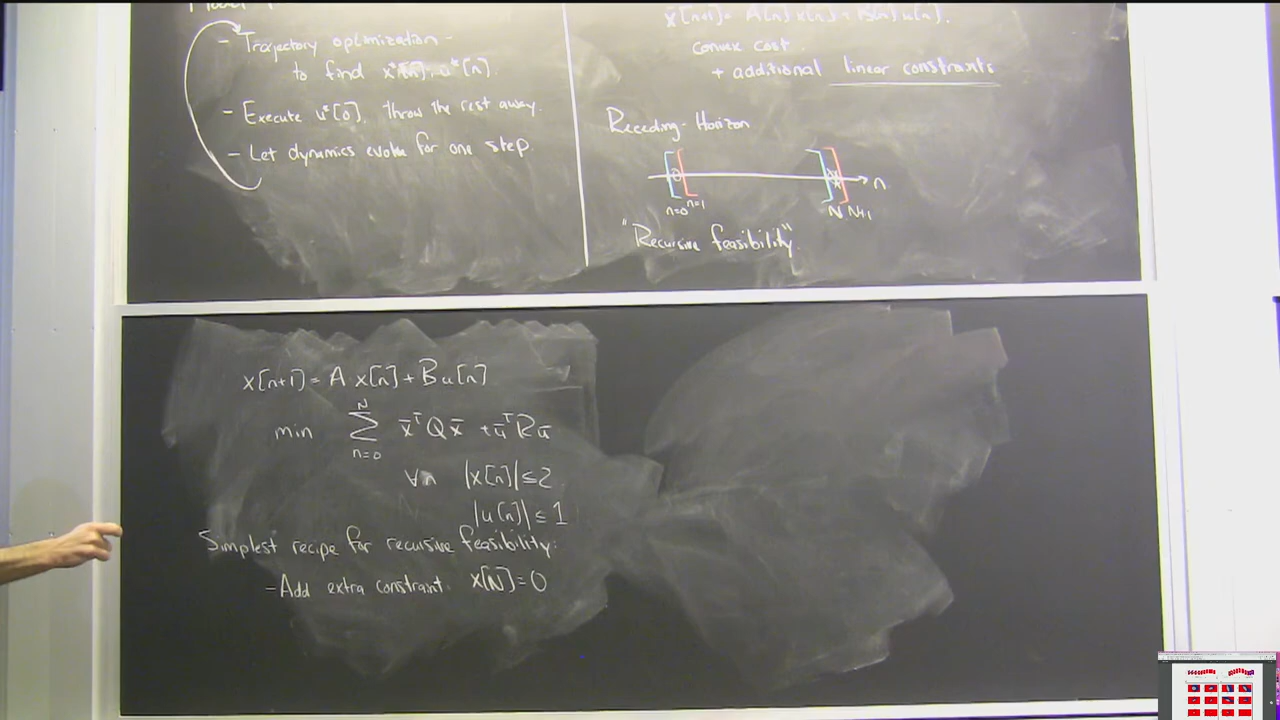 - Trajectory optimization -
to find x*[n], u*[n].
- Execute u*[0], throw the rest away.
- Let dynamics evolve for one step
x̄[n+1] = A[n] x[n] + B[n] u[n].
convex cost
+ additional linear constraints
Receding-Horizon
n
n=0 n=1 N N+1
"Recursive feasibility"
x[n+1] = A x[n] + B u[n]
min N ∑ n=0 x̄ᵀQx̄ + ūᵀRū
∀n |x[n]| ≤ 2
|u[n]| ≤ 1
Simplest recipe for recursive feasibility:
- Add extra constraint x[N]=0